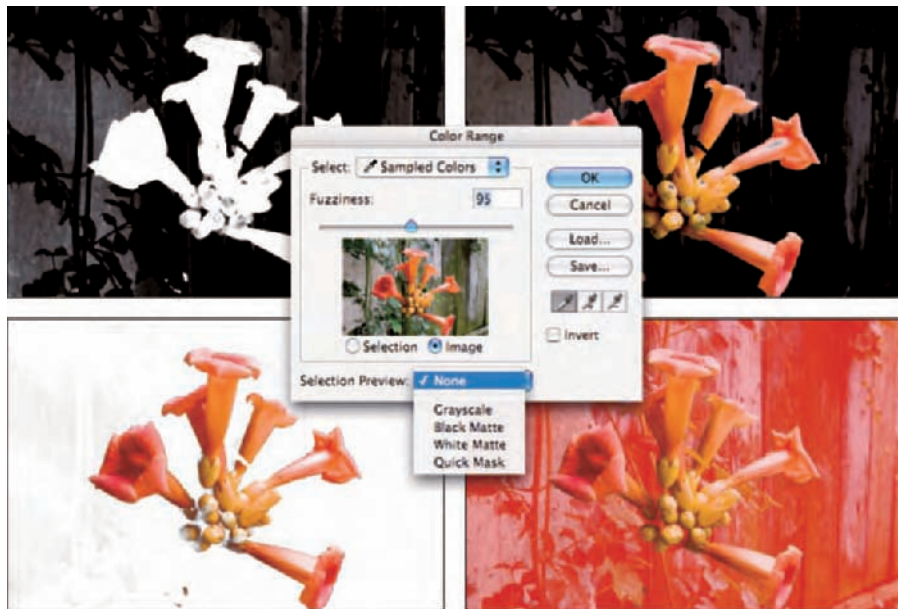 Color Range
Select: Sampled Colors
Fuzziness: 95
OK
Cancel
Load...
Save...
Invert
Selection Image
Selection Preview: ✓ None
Grayscale
Black Matte
White Matte
Quick Mask